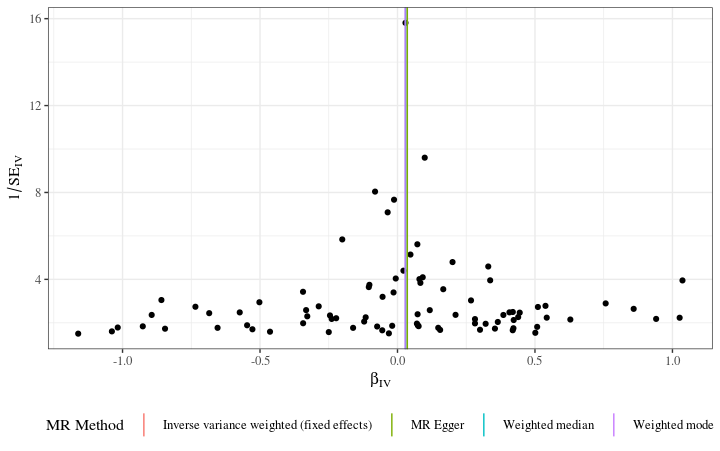 16
12
8
4
1/SE_IV
-1.0 -0.5 0.0 0.5 1.0
β_IV
MR Method Inverse variance weighted (fixed effects) MR Egger Weighted median Weighted mode